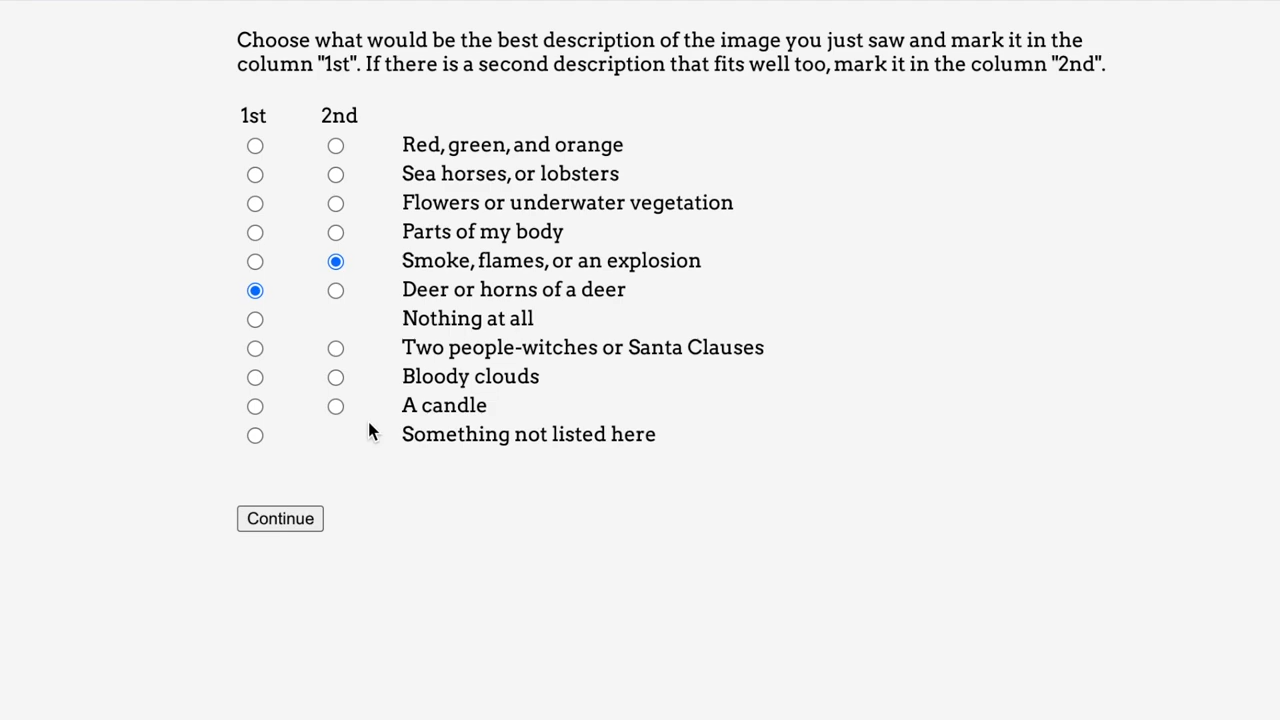 Choose what would be the best description of the image you just saw and mark it in the
column "1st". If there is a second description that fits well too, mark it in the column "2nd".
1st 2nd
Red, green, and orange
Sea horses, or lobsters
Flowers or underwater vegetation
Parts of my body
Smoke, flames, or an explosion
Deer or horns of a deer
Nothing at all
Two people-witches or Santa Clauses
Bloody clouds
A candle
Something not listed here
Continue